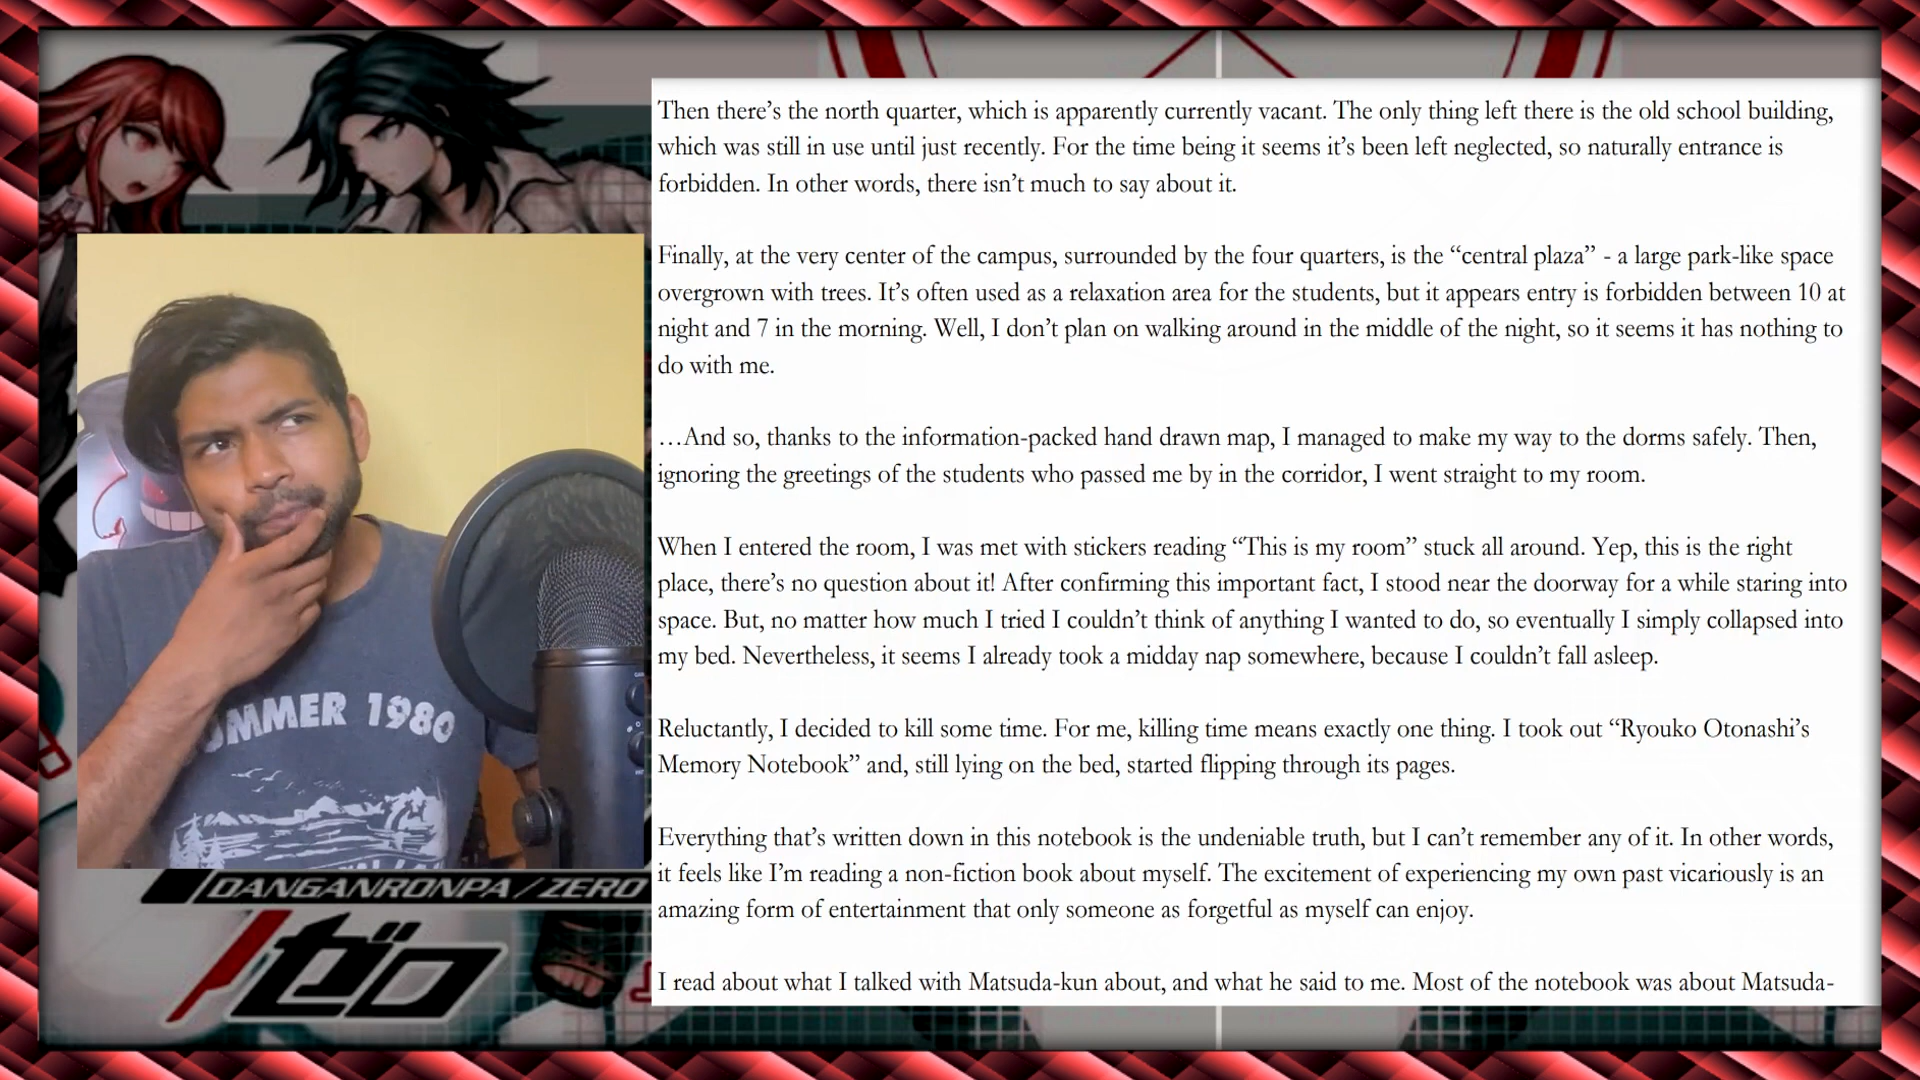 Then there’s the north quarter, which is apparently currently vacant. The only thing left there is the old school building,
which was still in use until just recently. For the time being it seems it’s been left neglected, so naturally entrance is
forbidden. In other words, there isn’t much to say about it.
Finally, at the very center of the campus, surrounded by the four quarters, is the “central plaza” - a large park-like space
overgrown with trees. It’s often used as a relaxation area for the students, but it appears entry is forbidden between 10 at
night and 7 in the morning. Well, I don’t plan on walking around in the middle of the night, so it seems it has nothing to
do with me.
…And so, thanks to the information-packed hand drawn map, I managed to make my way to the dorms safely. Then,
ignoring the greetings of the students who passed me by in the corridor, I went straight to my room.
When I entered the room, I was met with stickers reading “This is my room” stuck all around. Yep, this is the right
place, there’s no question about it! After confirming this important fact, I stood near the doorway for a while staring into
space. But, no matter how much I tried I couldn’t think of anything I wanted to do, so eventually I simply collapsed into
my bed. Nevertheless, it seems I already took a midday nap somewhere, because I couldn’t fall asleep.
Reluctantly, I decided to kill some time. For me, killing time means exactly one thing. I took out “Ryouko Otonashi’s
Memory Notebook” and, still lying on the bed, started flipping through its pages.
Everything that’s written down in this notebook is the undeniable truth, but I can’t remember any of it. In other words,
it feels like I’m reading a non-fiction book about myself. The excitement of experiencing my own past vicariously is an
amazing form of entertainment that only someone as forgetful as myself can enjoy.
I read about what I talked with Matsuda-kun about, and what he said to me. Most of the notebook was about Matsuda-
UMMER 1980
DANGANRONPA/ZERO
/ゼロ